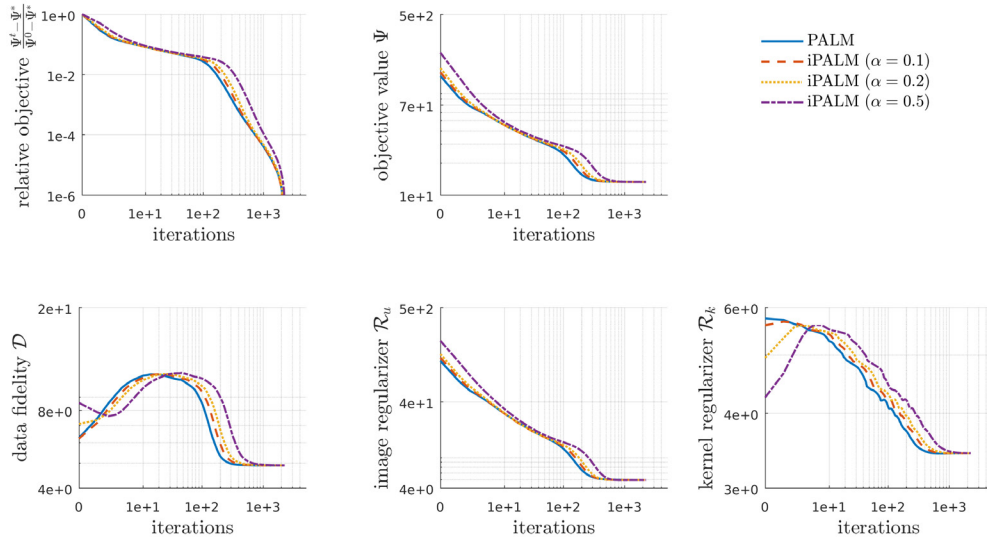 relative objective (Ψᵗ − Ψ*)/(Ψ⁰ − Ψ*)
1e+0
1e-2
1e-4
1e-6
0 1e+1 1e+2 1e+3
iterations
objective value Ψ
5e+2
7e+1
1e+1
0 1e+1 1e+2 1e+3
iterations
PALM
iPALM (α = 0.1)
iPALM (α = 0.2)
iPALM (α = 0.5)
data fidelity 𝒟
2e+1
8e+0
4e+0
0 1e+1 1e+2 1e+3
iterations
image regularizer ℛᵤ
5e+2
4e+1
4e+0
0 1e+1 1e+2 1e+3
iterations
kernel regularizer ℛₖ
6e+0
4e+0
3e+0
0 1e+1 1e+2 1e+3
iterations